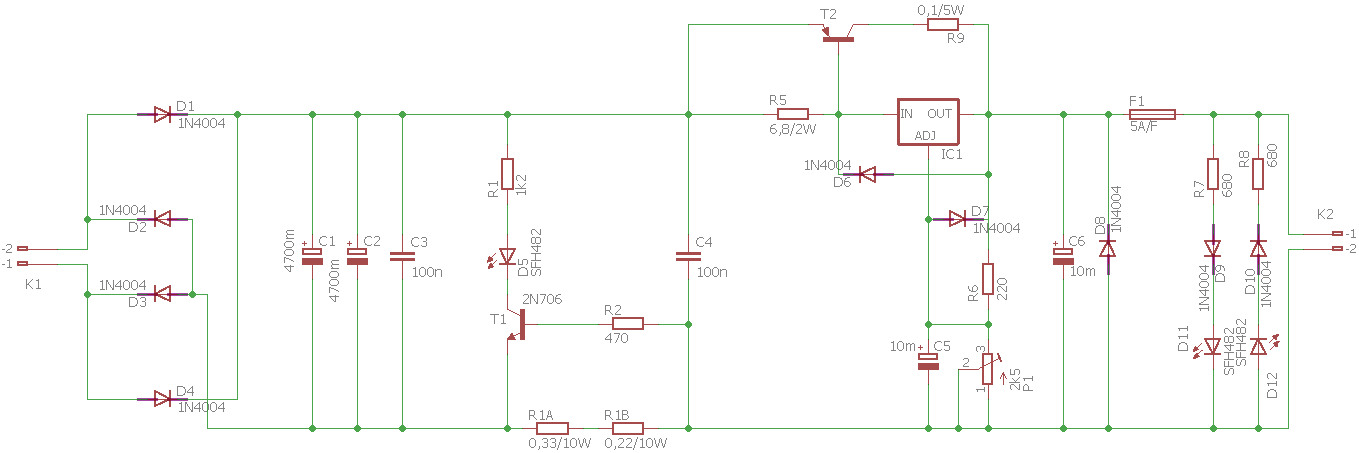 T2
0,1/5W
R9
D1
1N4004
R5
6,8/2W
IN OUT
ADJ
IC1
F1
5A/F
1N4004
D6
R1
1k2
R7
680
R8
680
1N4004
D2
D7
1N4004
D8
1N4004
K2
-1
-2
-2
-1
K1
4700m
C1
4700m
C2
C3
100n
D5
SFH482
C4
100n
C6
10m
1N4004
D9
D10
1N4004
1N4004
D3
R6
220
2N706
T1
R2
470
10m
C5
3
2
1
2k5
P1
D11
SFH482
SFH482
D12
D4
1N4004
R1A
0,33/10W
R1B
0,22/10W